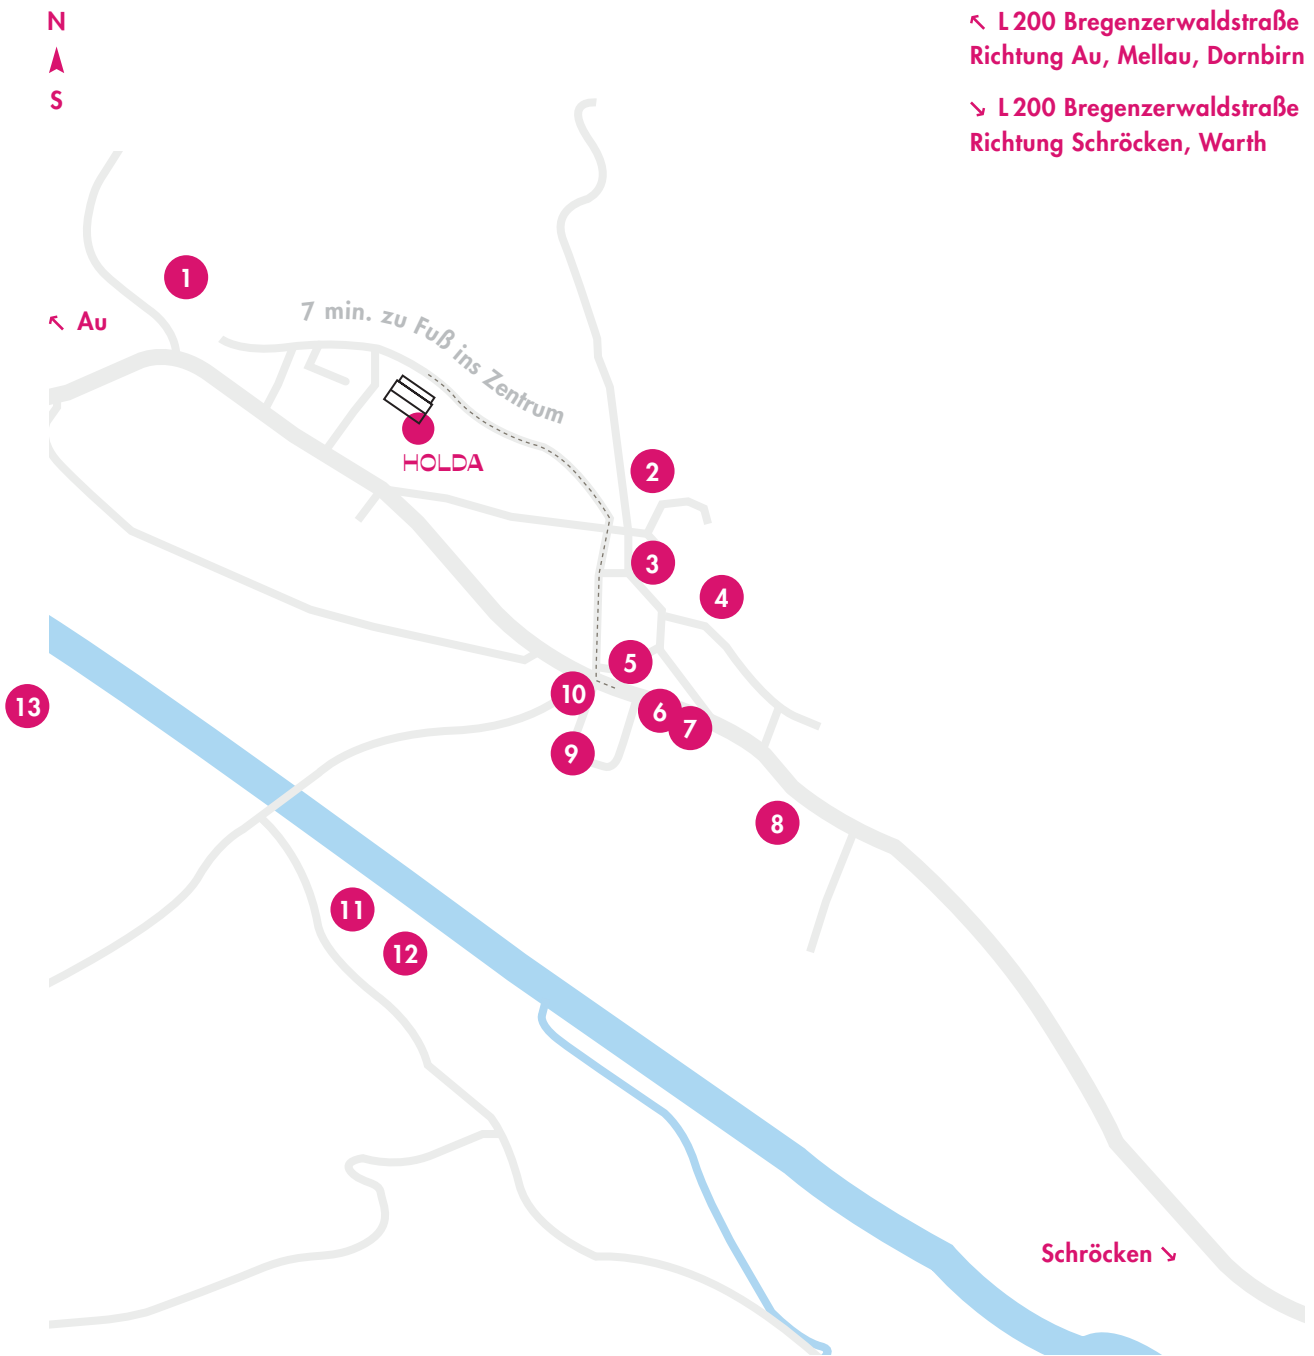 N
S
↖ L 200 Bregenzerwaldstraße
Richtung Au, Mellau, Dornbirn
↘ L 200 Bregenzerwaldstraße
Richtung Schröcken, Warth
1
↖ Au
7 min. zu Fuß ins Zentrum
HOLDA
2
3
4
5
10
13
6
7
9
8
11
12
Schröcken ↘